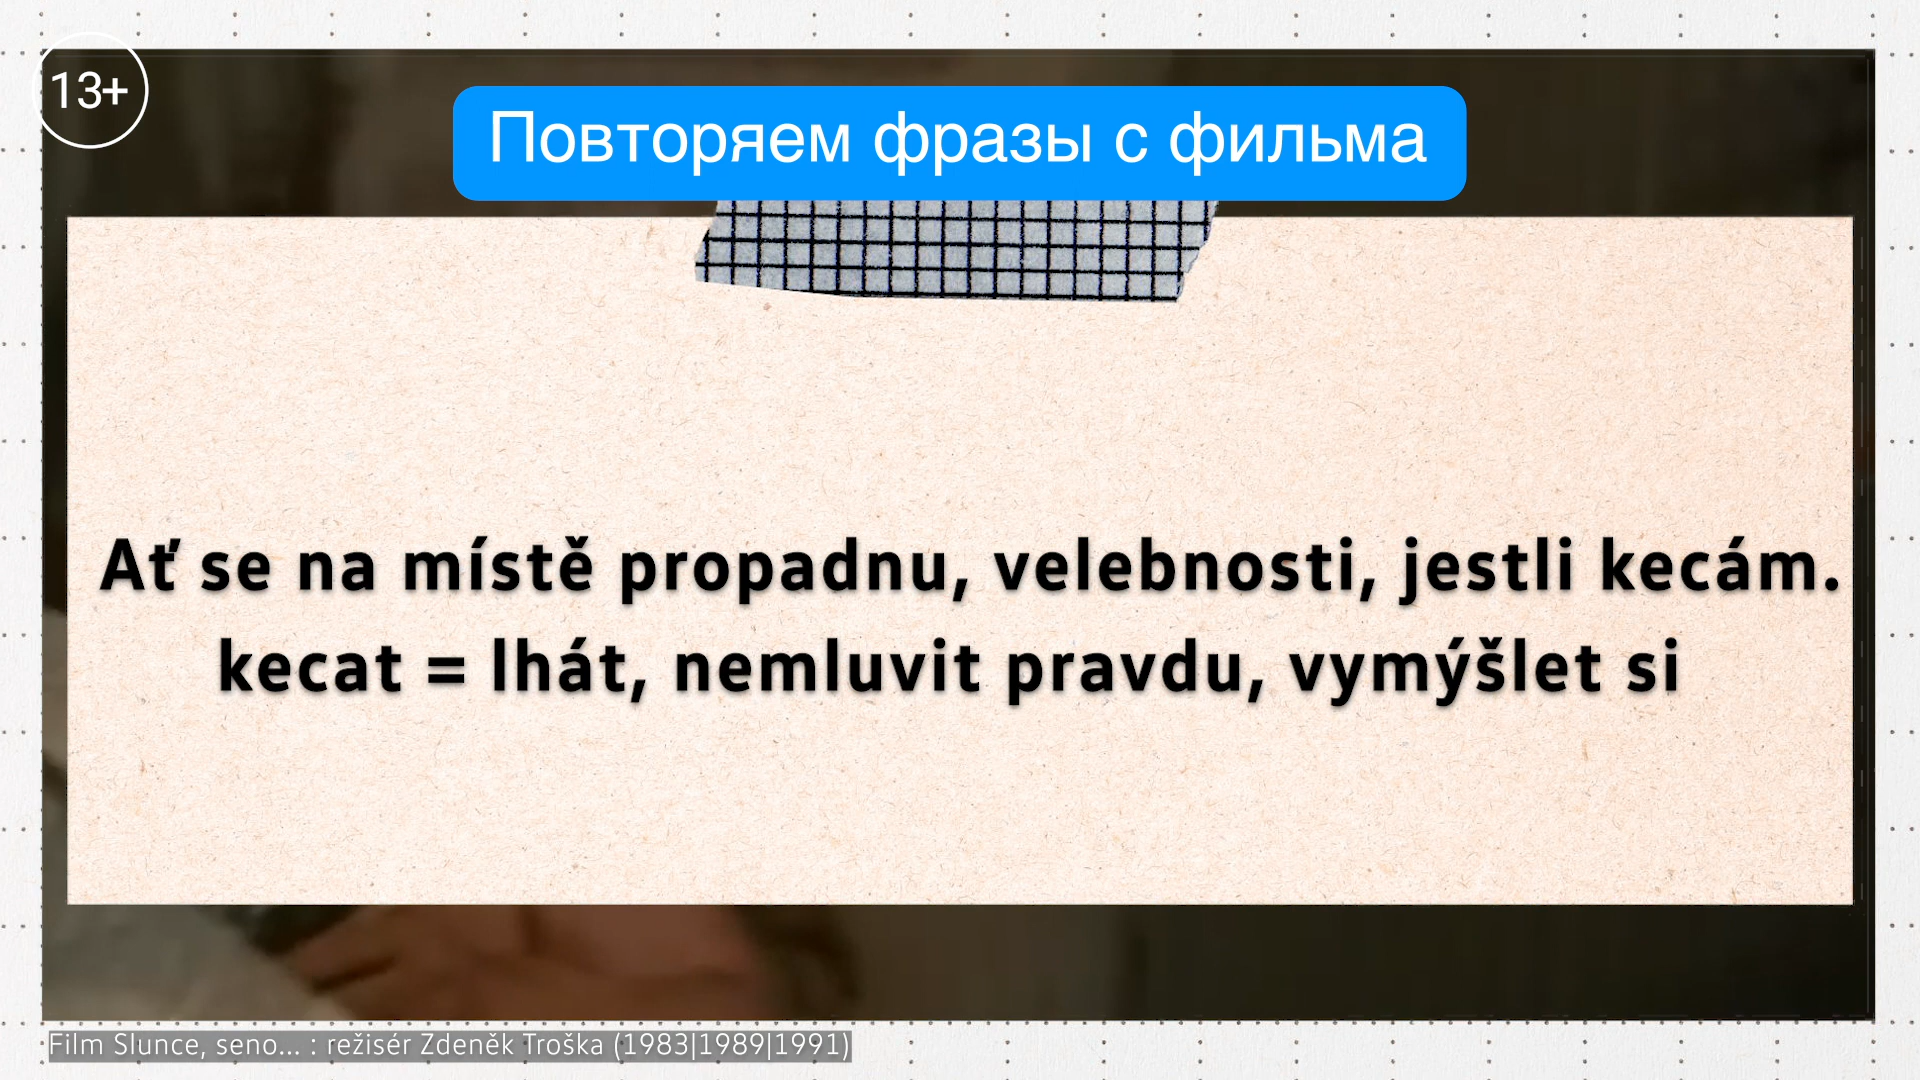 13+
Повторяем фразы с фильма
Ať se na místě propadnu, velebnosti, jestli kecám.
kecat = lhát, nemluvit pravdu, vymýšlet si
Film Slunce, seno... : režisér Zdeněk Troška (1983|1989|1991)